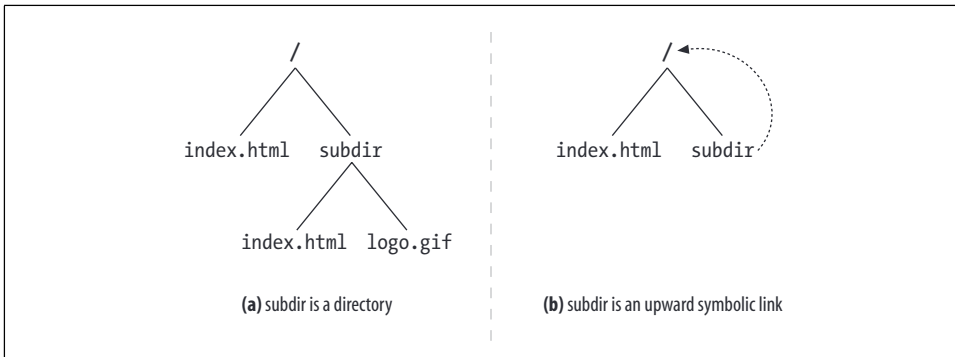 /
index.html subdir
index.html logo.gif
(a) subdir is a directory
/
index.html subdir
(b) subdir is an upward symbolic link